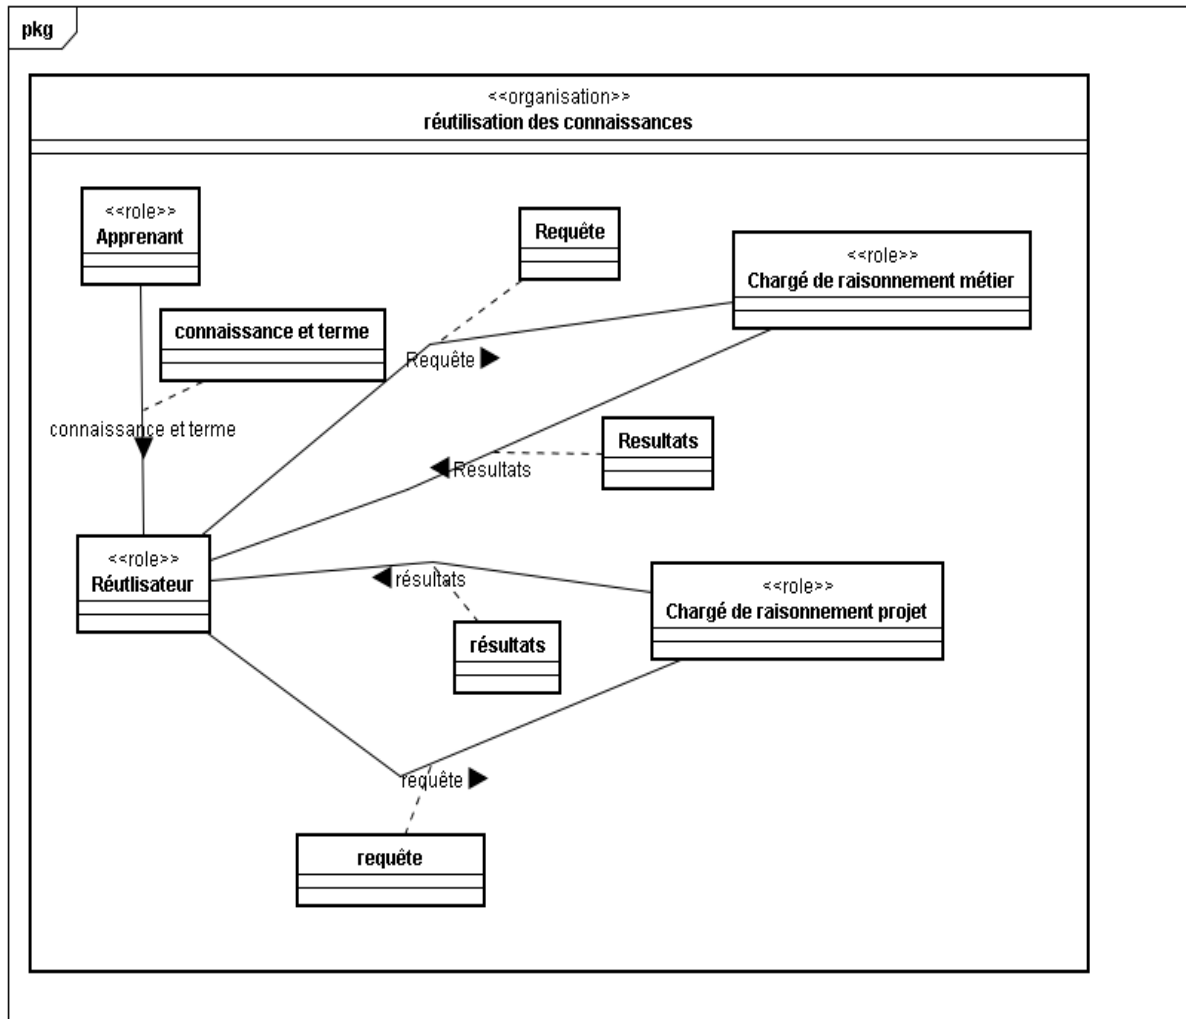 pkg
<<organisation>>
réutilisation des connaissances
<<role>>
Apprenant
Requête
<<role>>
Chargé de raisonnement métier
connaissance et terme
Requête
connaissance et terme
Resultats
Resultats
<<role>>
Réutlisateur
résultats
<<role>>
Chargé de raisonnement projet
résultats
requête
requête